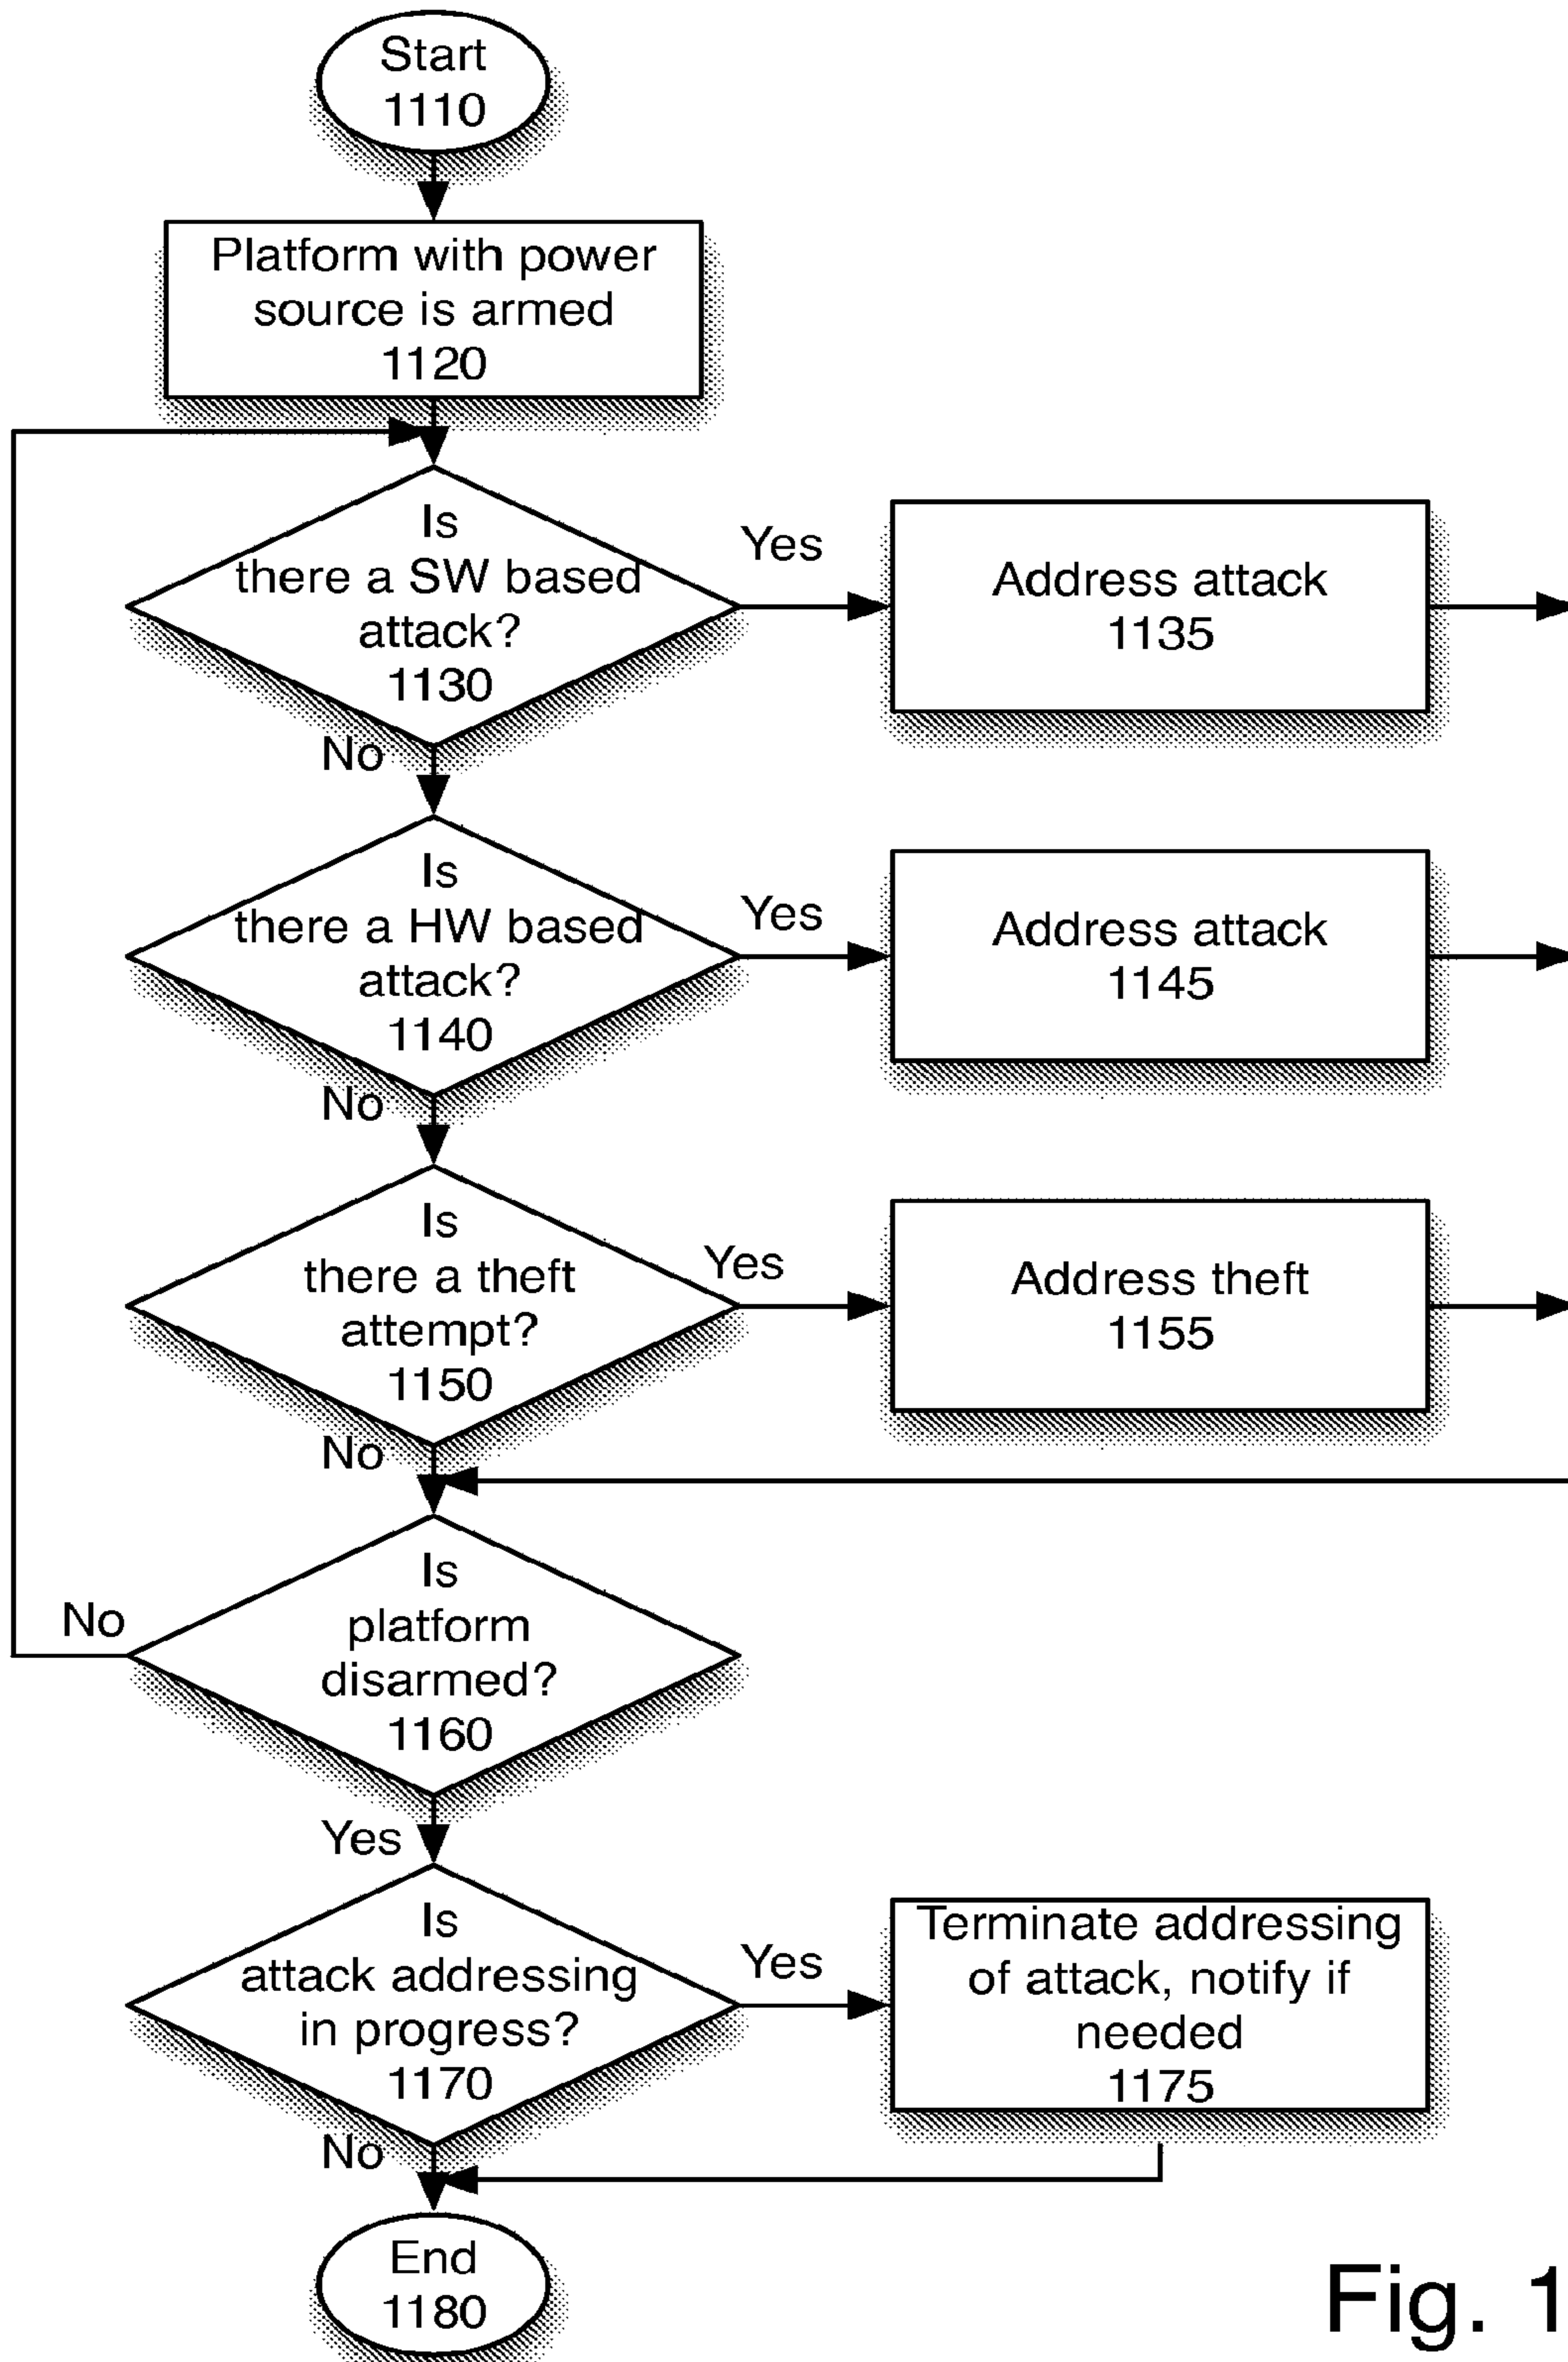 Start
1110
Platform with power
source is armed
1120
Is
there a SW based
attack?
1130
Yes
Address attack
1135
No
Is
there a HW based
attack?
1140
Yes
Address attack
1145
No
Is
there a theft
attempt?
1150
Yes
Address theft
1155
No
Is
platform
disarmed?
1160
No
Yes
Is
attack addressing
in progress?
1170
Yes
Terminate addressing
of attack, notify if
needed
1175
No
End
1180
Fig. 1